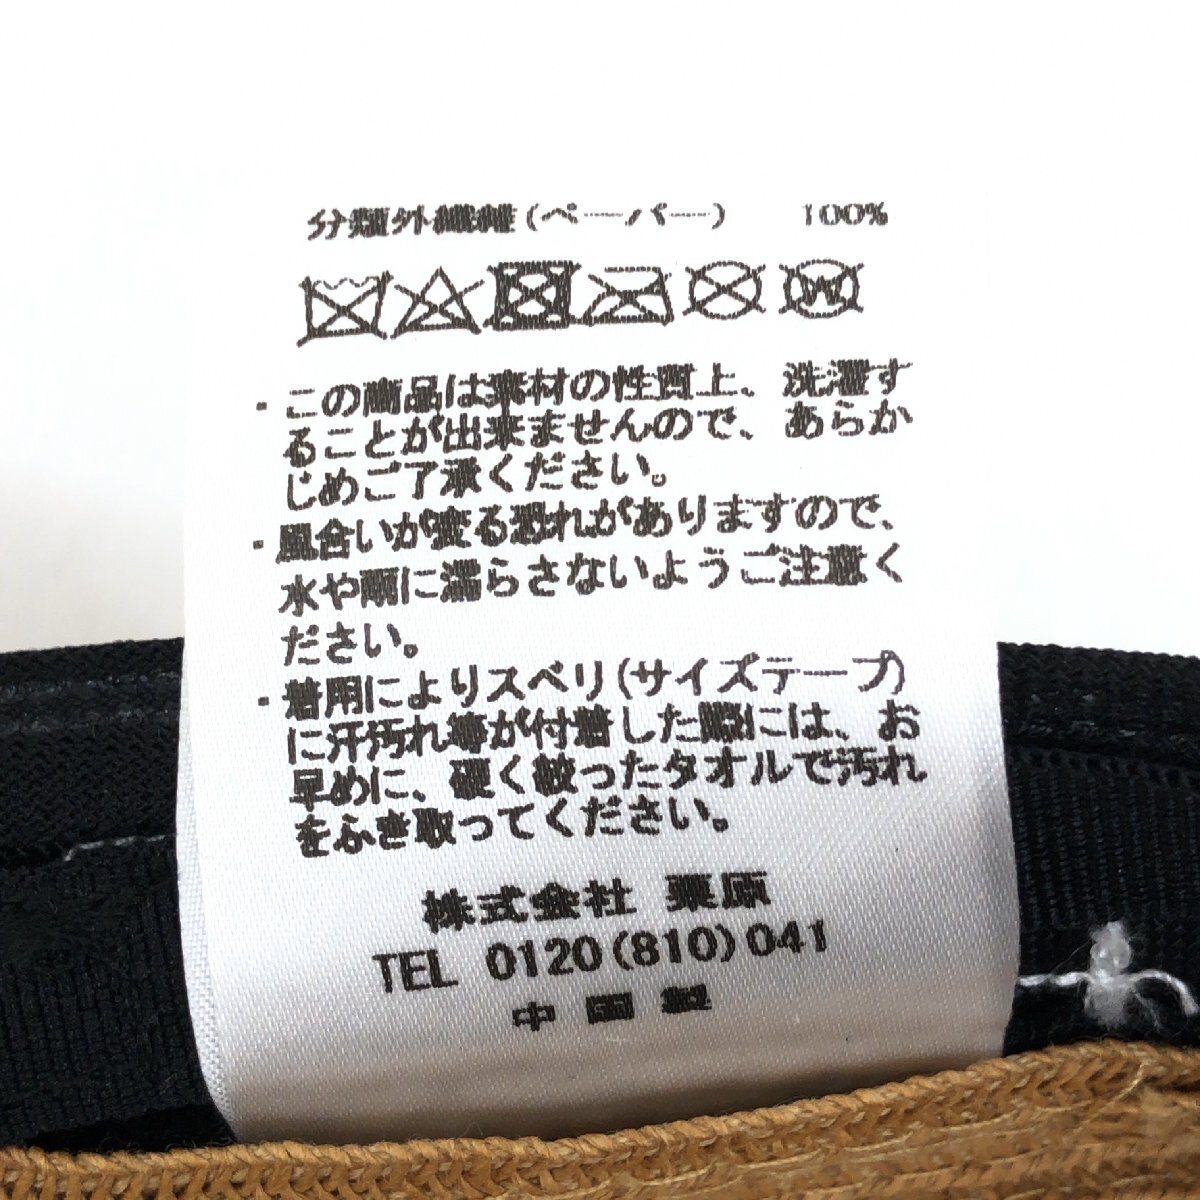 分類外繊維(ペーパー) 100%
・この商品は素材の性質上、洗濯す
ることが出来ませんので、あらか
じめご了承ください。
・風合いが変る恐れがありますので、
水や雨に濡らさないようご注意く
ださい。
・着用によりスベリ(サイズテープ)
に汗汚れ等が付着した際には、お
早めに、硬く絞ったタオルで汚れ
をふき取ってください。
株式会社 栗原
TEL 0120(810)041
中国製